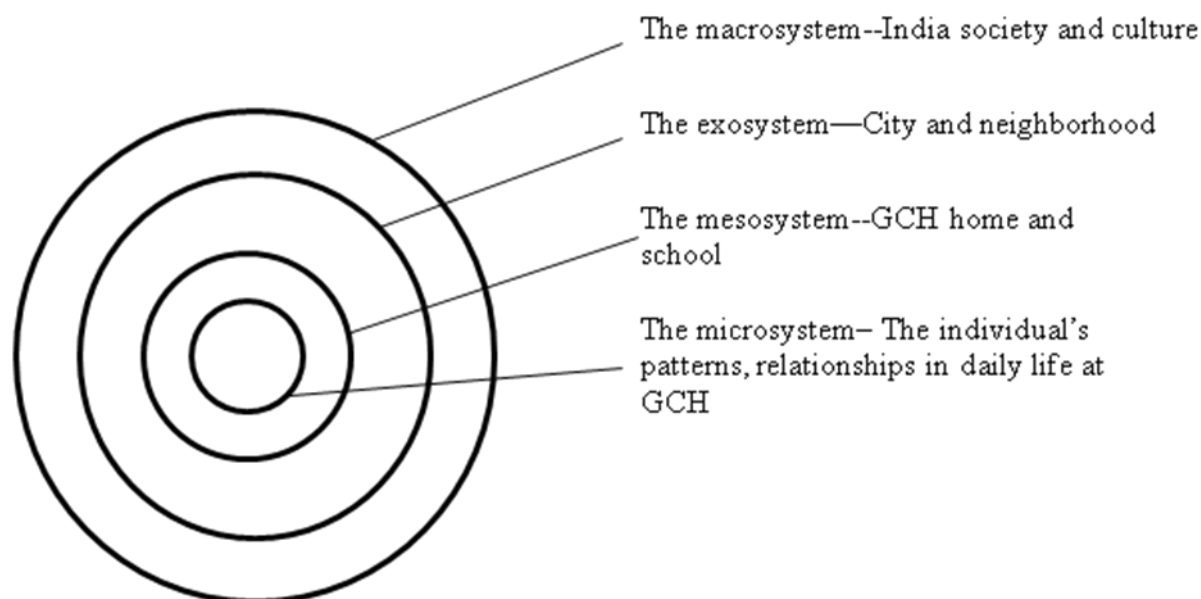 The macrosystem--India society and culture
The exosystem—City and neighborhood
The mesosystem--GCH home and
school
The microsystem– The individual’s
patterns, relationships in daily life at
GCH